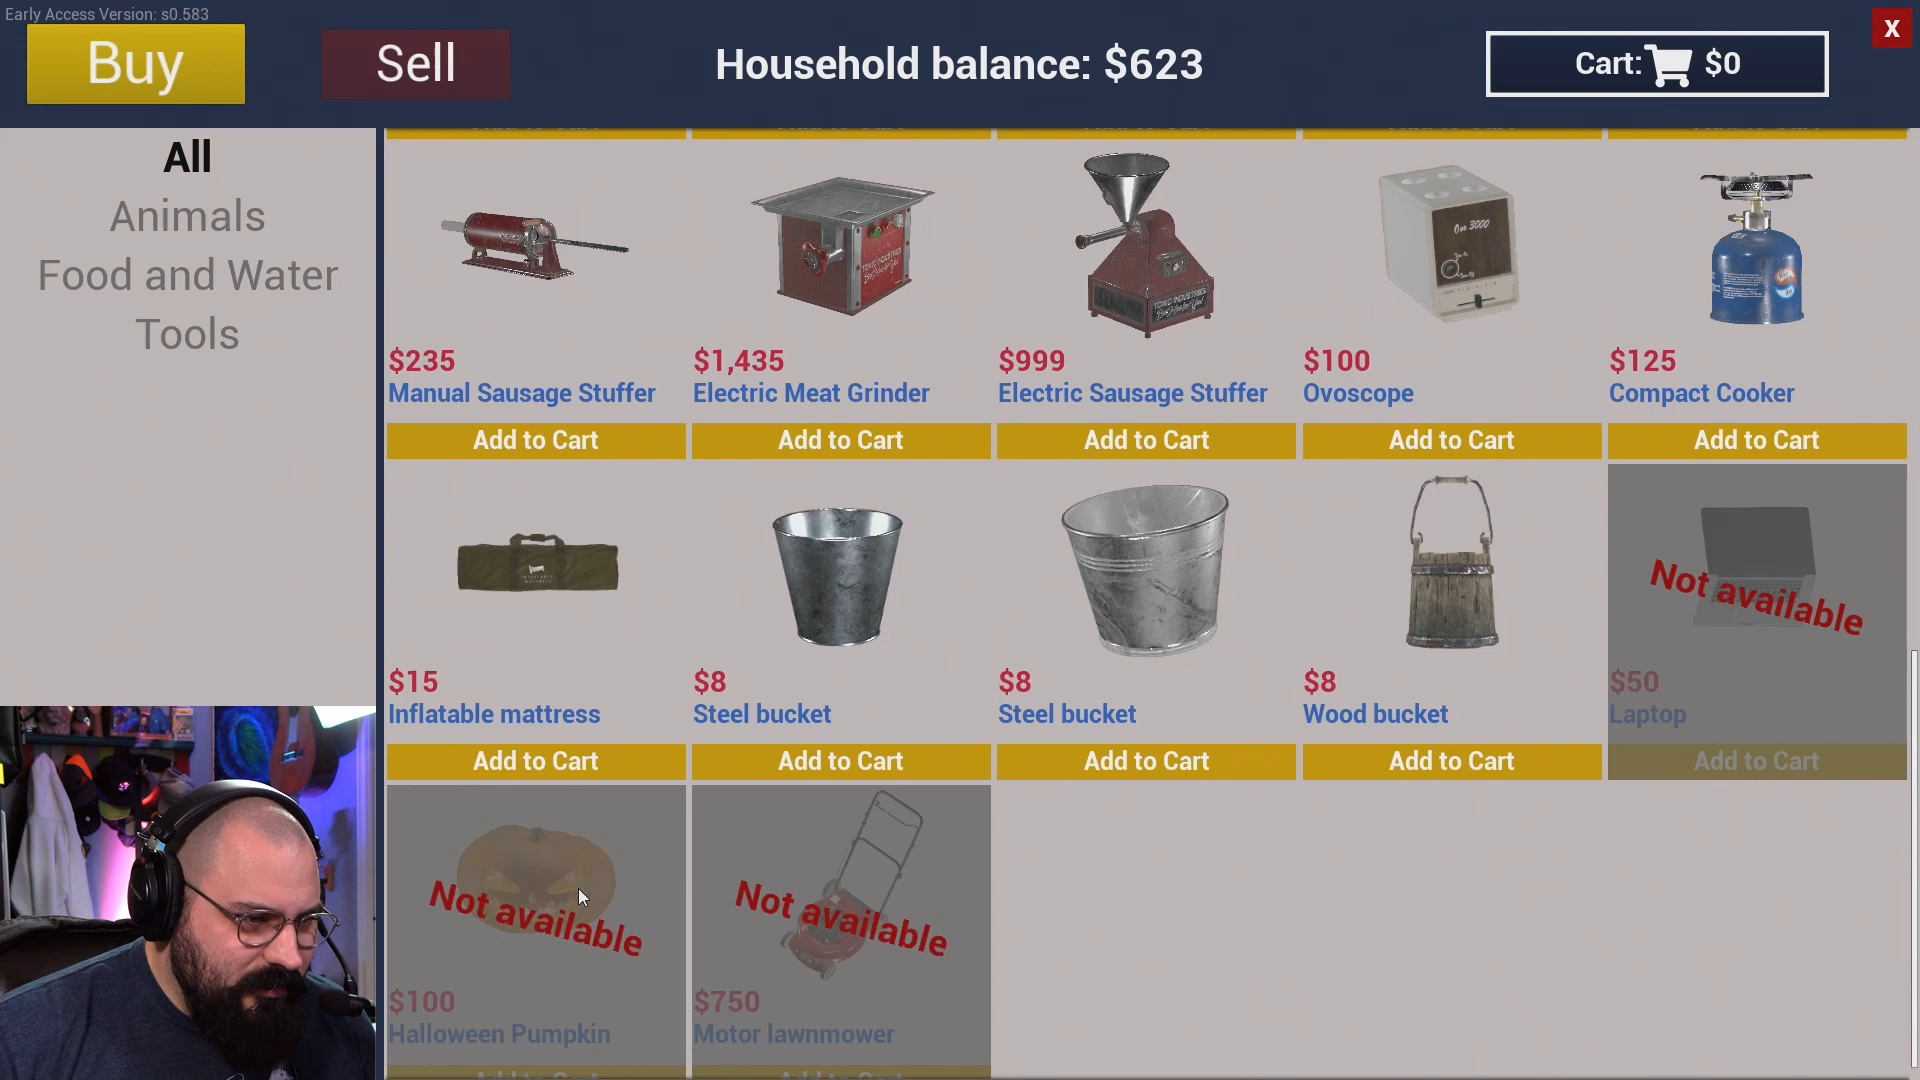 Early Access Version: s0.583
Buy
Sell
Household balance: $623
Cart: $0
X
All
Animals
Food and Water
Tools
$235
Manual Sausage Stuffer
Add to Cart
$1,435
Electric Meat Grinder
Add to Cart
$999
Electric Sausage Stuffer
Add to Cart
Ovo 3000
$100
Ovoscope
Add to Cart
$125
Compact Cooker
Add to Cart
$15
Inflatable mattress
Add to Cart
$8
Steel bucket
Add to Cart
$8
Steel bucket
Add to Cart
$8
Wood bucket
Add to Cart
Not available
$50
Laptop
Add to Cart
Not available
$100
Halloween Pumpkin
Not available
$750
Motor lawnmower